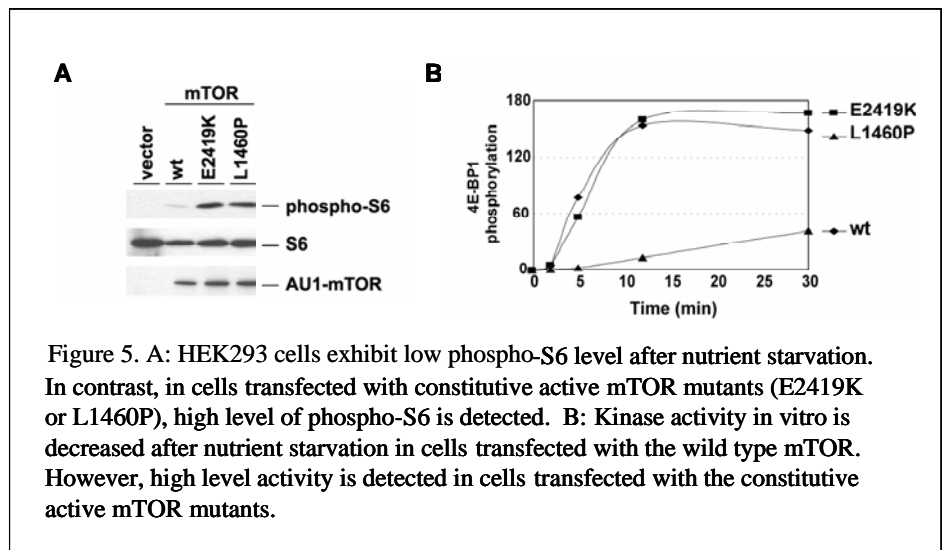 A
mTOR
vector
wt
E2419K
L1460P
phospho-S6
S6
AU1-mTOR
B
4E-BP1
phosphorylation
180
120
60
0
0 5 10 15 20 25 30
Time (min)
E2419K
L1460P
wt
Figure 5. A: HEK293 cells exhibit low phospho-S6 level after nutrient starvation.
In contrast, in cells transfected with constitutive active mTOR mutants (E2419K
or L1460P), high level of phospho-S6 is detected. B: Kinase activity in vitro is
decreased after nutrient starvation in cells transfected with the wild type mTOR.
However, high level activity is detected in cells transfected with the constitutive
active mTOR mutants.